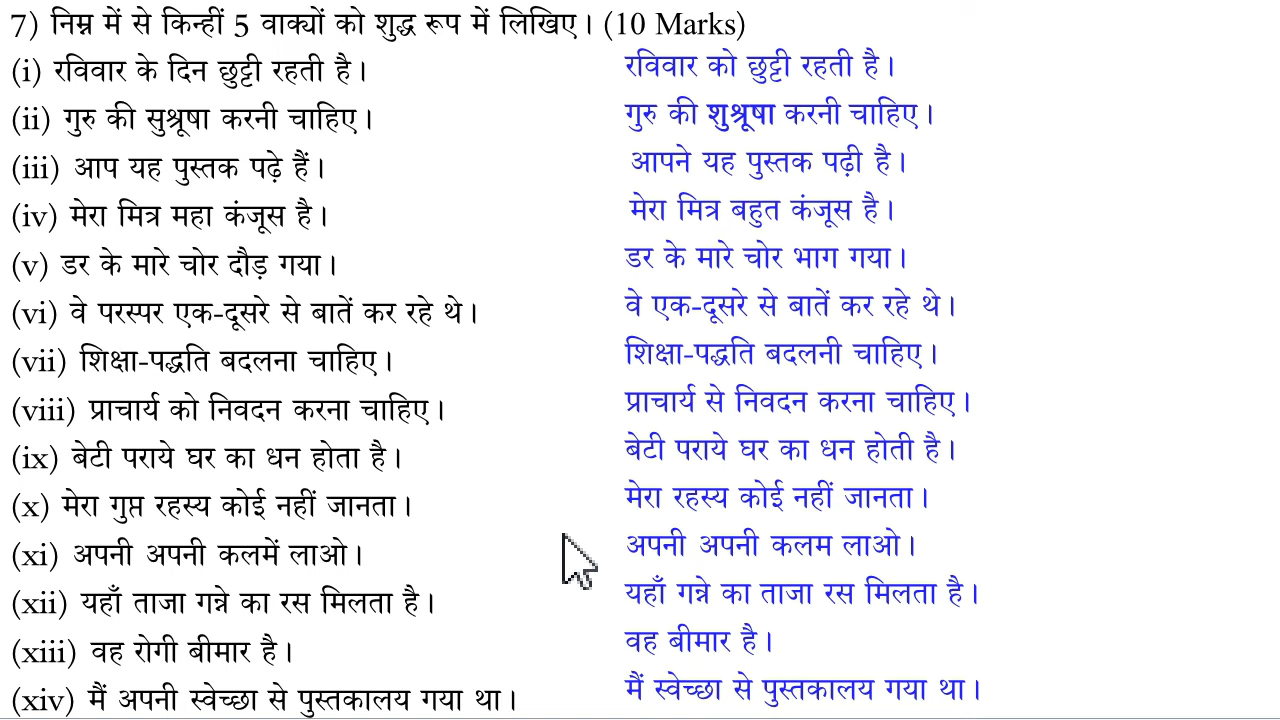 7) निम्न में से किन्हीं 5 वाक्यों को शुद्ध रूप में लिखिए। (10 Marks)
(i) रविवार के दिन छुट्टी रहती है। रविवार को छुट्टी रहती है।
(ii) गुरु की सुश्रूषा करनी चाहिए। गुरु की शुश्रूषा करनी चाहिए।
(iii) आप यह पुस्तक पढ़े हैं। आपने यह पुस्तक पढ़ी है।
(iv) मेरा मित्र महा कंजूस है। मेरा मित्र बहुत कंजूस है।
(v) डर के मारे चोर दौड़ गया। डर के मारे चोर भाग गया।
(vi) वे परस्पर एक-दूसरे से बातें कर रहे थे। वे एक-दूसरे से बातें कर रहे थे।
(vii) शिक्षा-पद्धति बदलना चाहिए। शिक्षा-पद्धति बदलनी चाहिए।
(viii) प्राचार्य को निवदन करना चाहिए। प्राचार्य से निवदन करना चाहिए।
(ix) बेटी पराये घर का धन होता है। बेटी पराये घर का धन होती है।
(x) मेरा गुप्त रहस्य कोई नहीं जानता। मेरा रहस्य कोई नहीं जानता।
(xi) अपनी अपनी कलमें लाओ। अपनी अपनी कलम लाओ।
(xii) यहाँ ताजा गन्ने का रस मिलता है। यहाँ गन्ने का ताजा रस मिलता है।
(xiii) वह रोगी बीमार है। वह बीमार है।
(xiv) मैं अपनी स्वेच्छा से पुस्तकालय गया था। मैं स्वेच्छा से पुस्तकालय गया था।